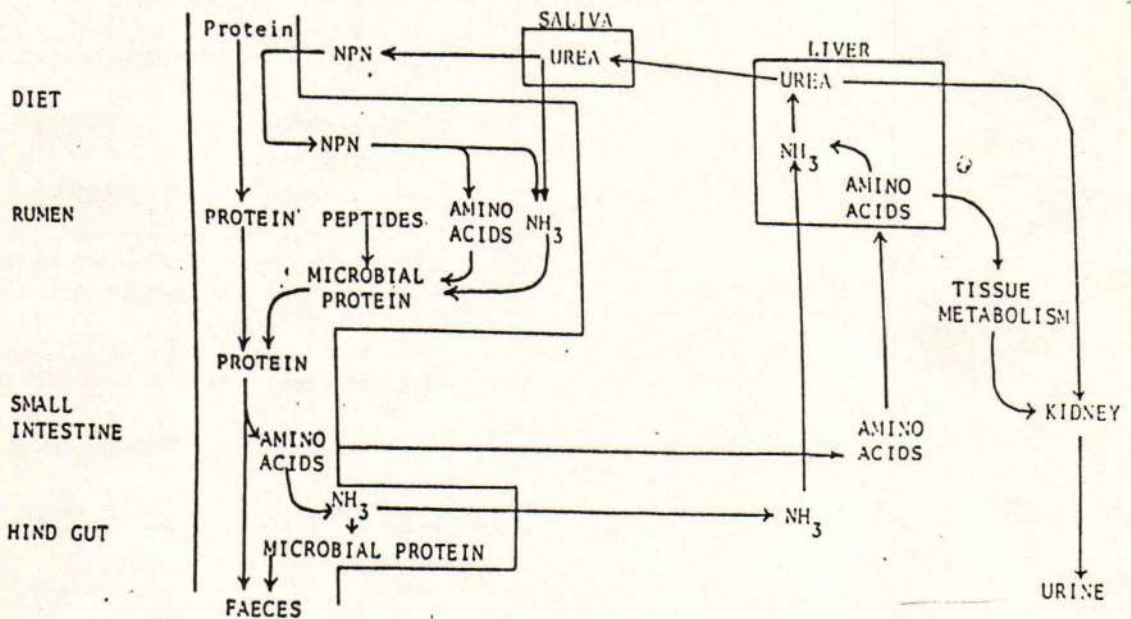 SALIVA
Protein
NPN
UREA
LIVER
UREA
DIET
NPN
NH3
AMINO
ACIDS
RUMEN
PROTEIN PEPTIDES
AMINO
ACIDS
NH3
MICROBIAL
PROTEIN
TISSUE
METABOLISM
PROTEIN
SMALL
INTESTINE
AMINO
ACIDS
AMINO
ACIDS
KIDNEY
HIND GUT
NH3
NH3
MICROBIAL PROTEIN
FAECES
URINE